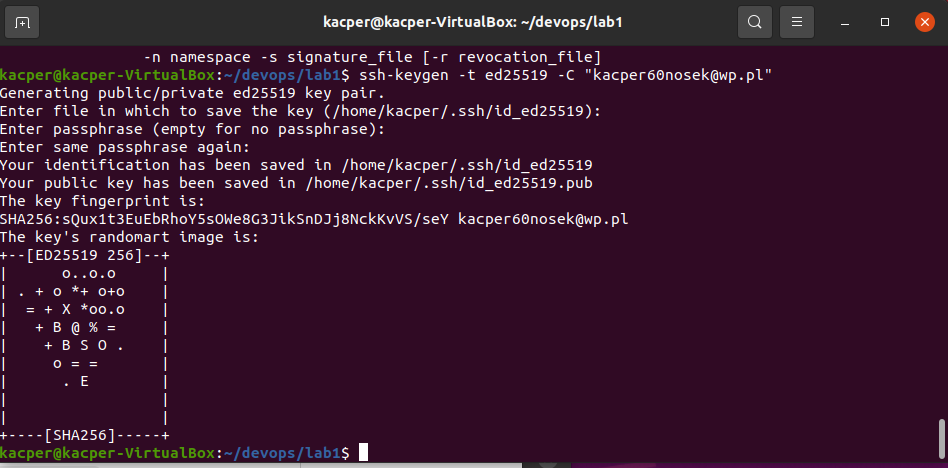 kacper@kacper-VirtualBox: ~/devops/lab1
-n namespace -s signature_file [-r revocation_file]
kacper@kacper-VirtualBox:~/devops/lab1$ ssh-keygen -t ed25519 -C "kacper60nosek@wp.pl"
Generating public/private ed25519 key pair.
Enter file in which to save the key (/home/kacper/.ssh/id_ed25519):
Enter passphrase (empty for no passphrase):
Enter same passphrase again:
Your identification has been saved in /home/kacper/.ssh/id_ed25519
Your public key has been saved in /home/kacper/.ssh/id_ed25519.pub
The key fingerprint is:
SHA256:sQux1t3EuEbRhoY5sOWe8G3JikSnDJj8NckKvVS/seY kacper60nosek@wp.pl
The key's randomart image is:
+--[ED25519 256]--+
|      o..o.o     |
| . + o *+ o+o    |
|  = + X *oo.o    |
|   + B @ % =     |
|    + B S O .    |
|     o = =       |
|      . E        |
|                 |
|                 |
+----[SHA256]-----+
kacper@kacper-VirtualBox:~/devops/lab1$